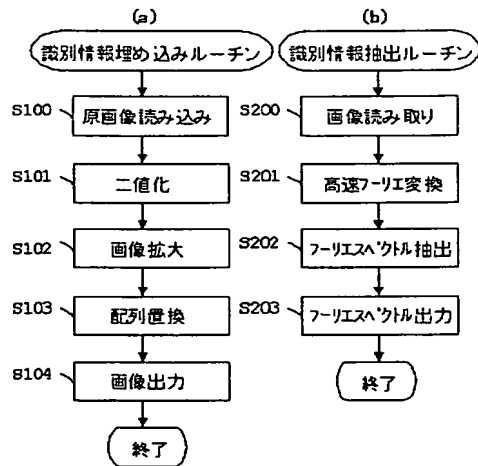 (a)
識別情報埋め込みルーチン
S100
原画像読み込み
S101
二値化
S102
画像拡大
S103
配列置換
S104
画像出力
終了
(b)
識別情報抽出ルーチン
S200
画像読み取り
S201
高速フーリエ変換
S202
フーリエスペクトル抽出
S203
フーリエスペクトル出力
終了